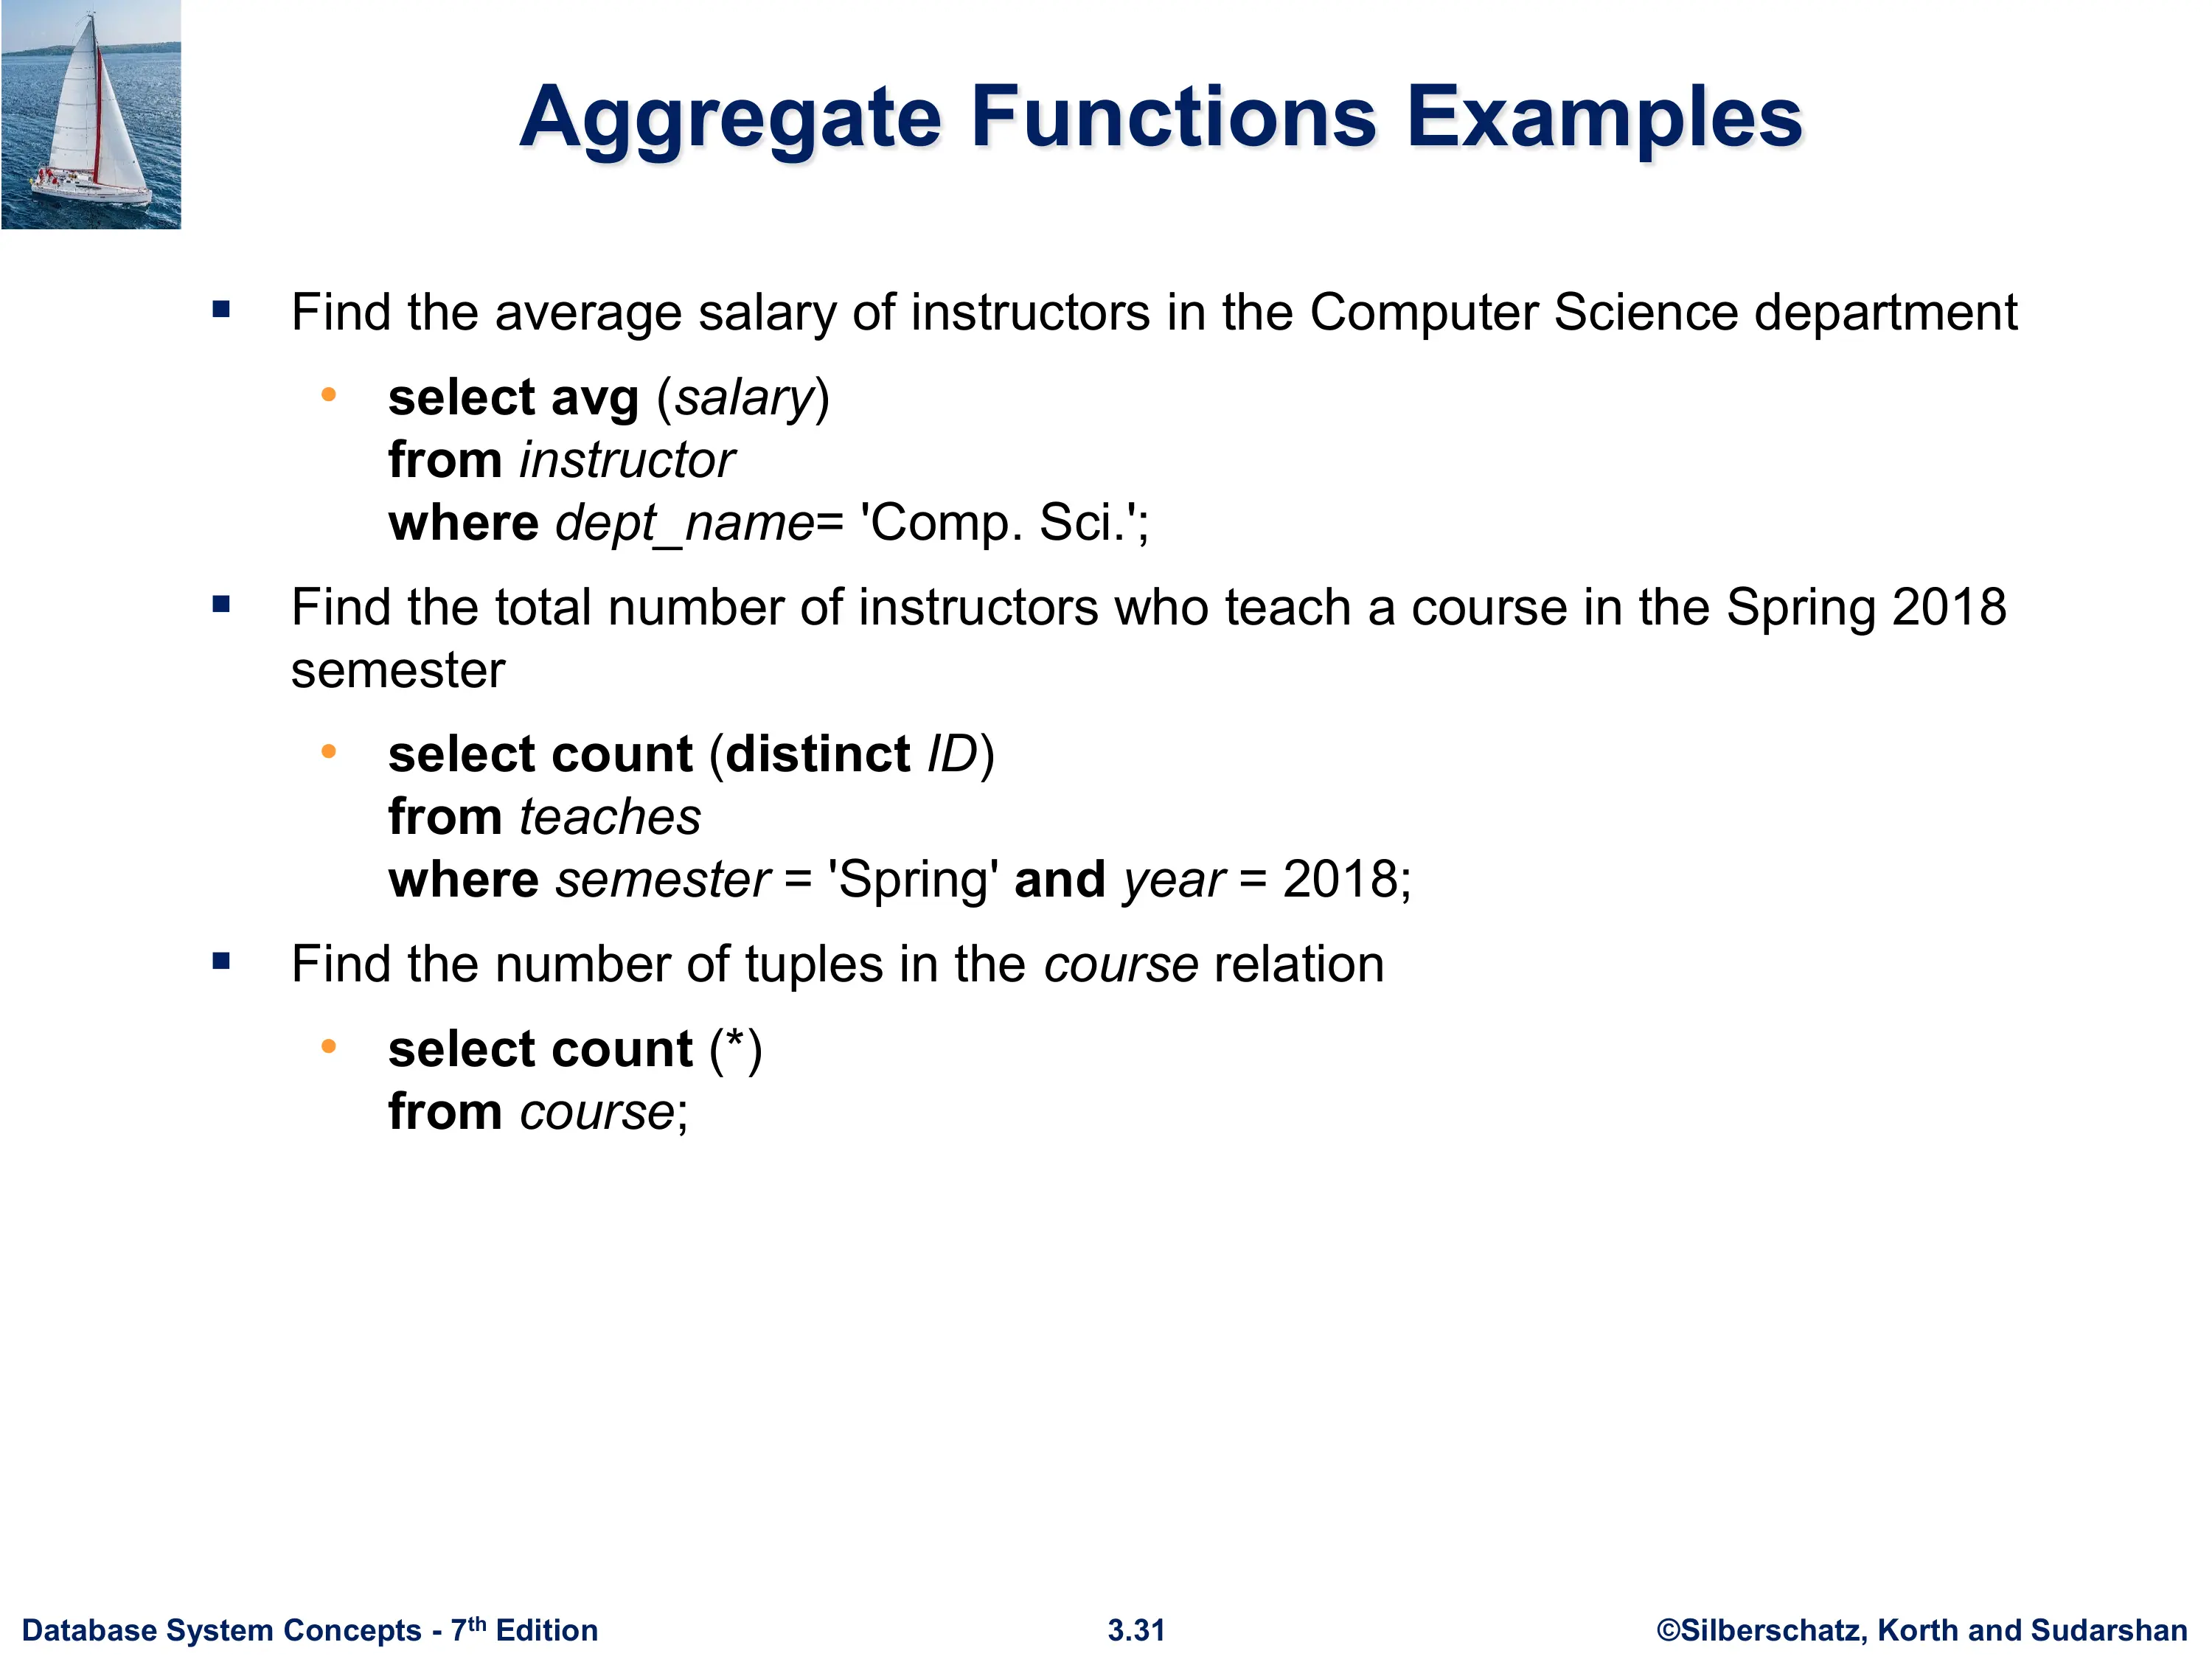 Aggregate Functions Examples
▪ Find the average salary of instructors in the Computer Science department
• select avg (salary)
from instructor
where dept_name= 'Comp. Sci.';
▪ Find the total number of instructors who teach a course in the Spring 2018
semester
• select count (distinct ID)
from teaches
where semester = 'Spring' and year = 2018;
▪ Find the number of tuples in the course relation
• select count (*)
from course;
Database System Concepts - 7th Edition 3.31 ©Silberschatz, Korth and Sudarshan